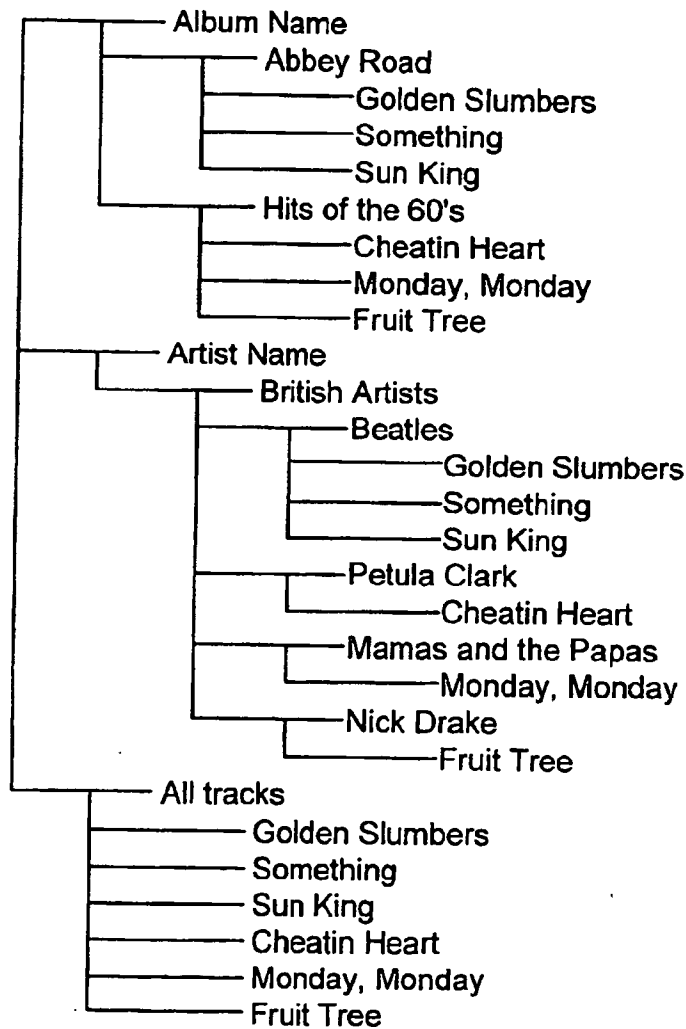 Album Name
Abbey Road
Golden Slumbers
Something
Sun King
Hits of the 60's
Cheatin Heart
Monday, Monday
Fruit Tree
Artist Name
British Artists
Beatles
Golden Slumbers
Something
Sun King
Petula Clark
Cheatin Heart
Mamas and the Papas
Monday, Monday
Nick Drake
Fruit Tree
All tracks
Golden Slumbers
Something
Sun King
Cheatin Heart
Monday, Monday
Fruit Tree